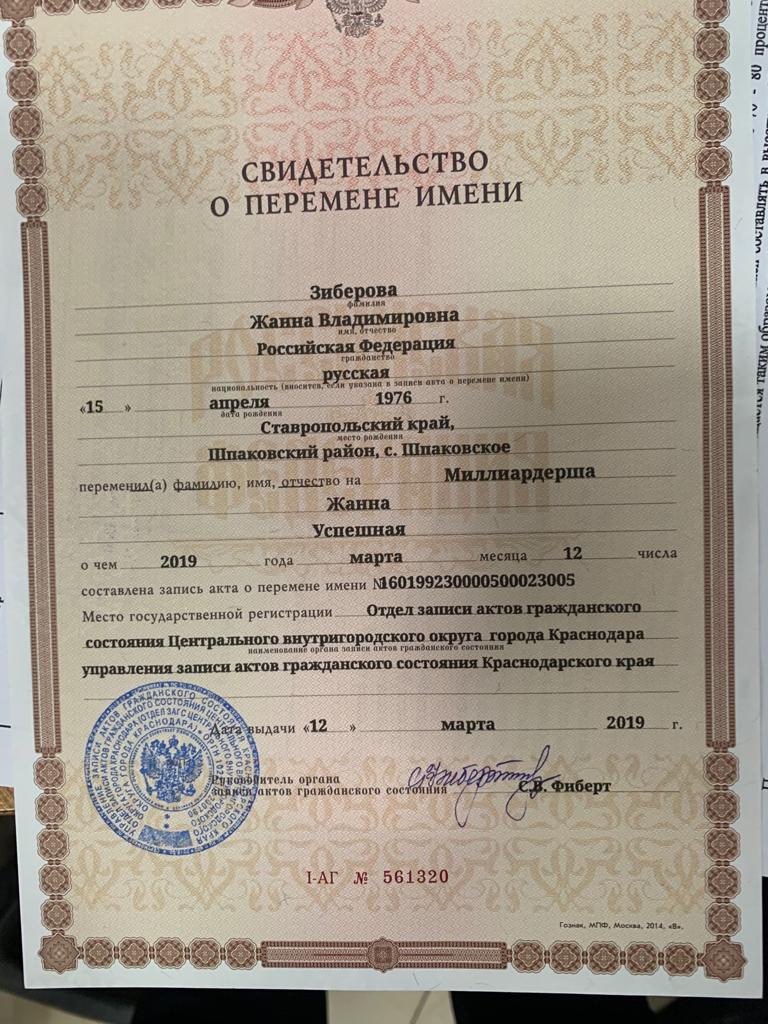 СВИДЕТЕЛЬСТВО
О ПЕРЕМЕНЕ ИМЕНИ
Зиберова
фамилия
Жанна Владимировна
имя, отчество
Российская Федерация
гражданство
русская
национальность (вносится, если указана в записи акта о перемене имени)
«15 » апреля 1976 г.
дата рождения
Ставропольский край,
место рождения
Шпаковский район, с. Шпаковское
переменил(а) фамилию, имя, отчество на Миллиардерша
Жанна
Успешная
о чем 2019 года марта месяца 12 числа
составлена запись акта о перемене имени №160199230000500023005
Место государственной регистрации Отдел записи актов гражданского
состояния Центрального внутригородского округа города Краснодара
наименование органа записи актов гражданского состояния
управления записи актов гражданского состояния Краснодарского края
Дата выдачи «12 » марта 2019 г.
Руководитель органа
записи актов гражданского состояния С.В. Фиберт
I-АГ № 561320
Гознак, МПФ, Москва, 2014, «В».